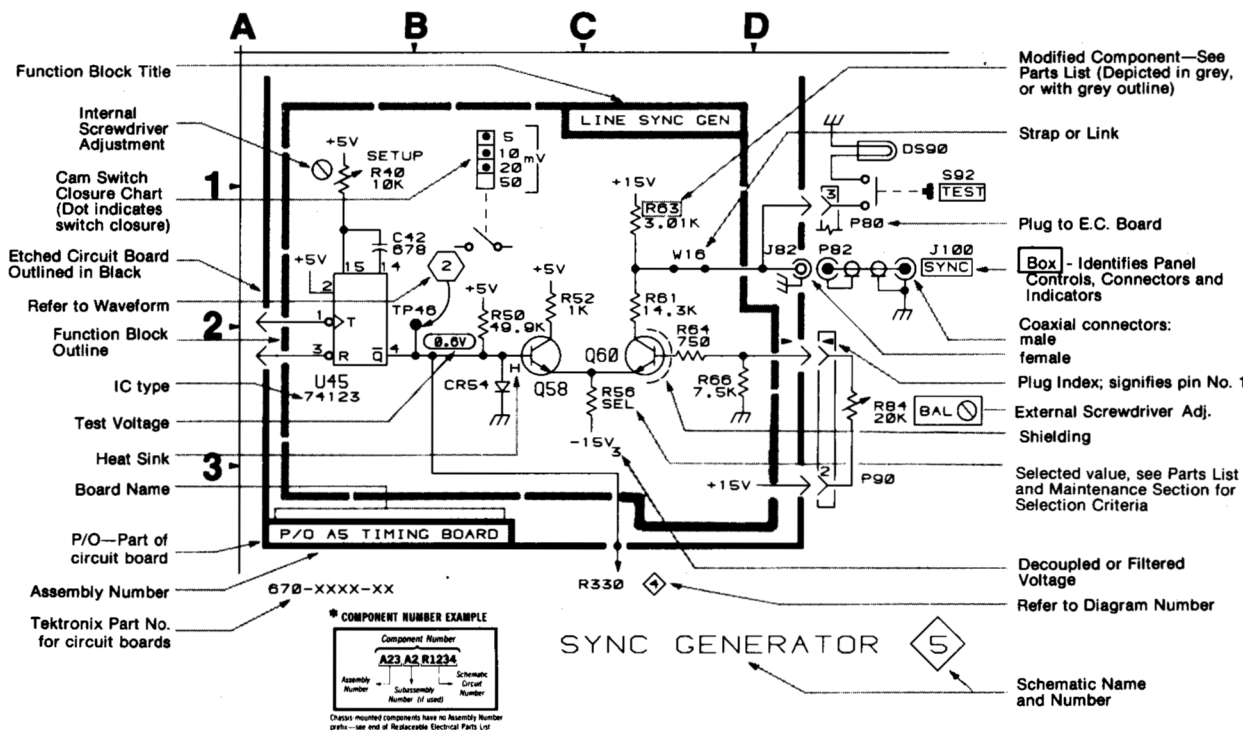 A
B
C
D
1
2
3
Function Block Title
Internal
Screwdriver
Adjustment
Cam Switch
Closure Chart
(Dot indicates
switch closure)
Etched Circuit Board
Outlined in Black
Refer to Waveform
Function Block
Outline
IC type
Test Voltage
Heat Sink
Board Name
P/O—Part of
circuit board
Assembly Number
Tektronix Part No.
for circuit boards
LINE SYNC GEN
+5V
SETUP
R40
10K
5
10
20
50
mV
C42
678
+5V
15
14
2
1
T
3
R
Q̅
4
U45
74123
2
TP46
0.6V
+5V
R50
49.9K
CR54
H
+5V
R52
1K
Q58
Q60
+15V
R63
3.01K
W16
R61
14.3K
R64
750
R66
7.5K
R56
SEL
-15V
3
+15V
P/O A5 TIMING BOARD
670-XXXX-XX
R330
4
DS90
S92
TEST
3
P80
J82
P82
J100
SYNC
R84
20K
BAL
2
P90
Modified Component—See
Parts List (Depicted in grey,
or with grey outline)
Strap or Link
Plug to E.C. Board
Box - Identifies Panel
Controls, Connectors and
Indicators
Coaxial connectors:
male
female
Plug Index; signifies pin No. 1
External Screwdriver Adj.
Shielding
Selected value, see Parts List
and Maintenance Section for
Selection Criteria
Decoupled or Filtered
Voltage
Refer to Diagram Number
Schematic Name
and Number
* COMPONENT NUMBER EXAMPLE
Component Number
A23 A2 R1234
Assembly
Number
Subassembly
Number (if used)
Schematic
Circuit
Number
Chassis-mounted components have no Assembly Number
prefix—see end of Replaceable Electrical Parts List
SYNC GENERATOR
5